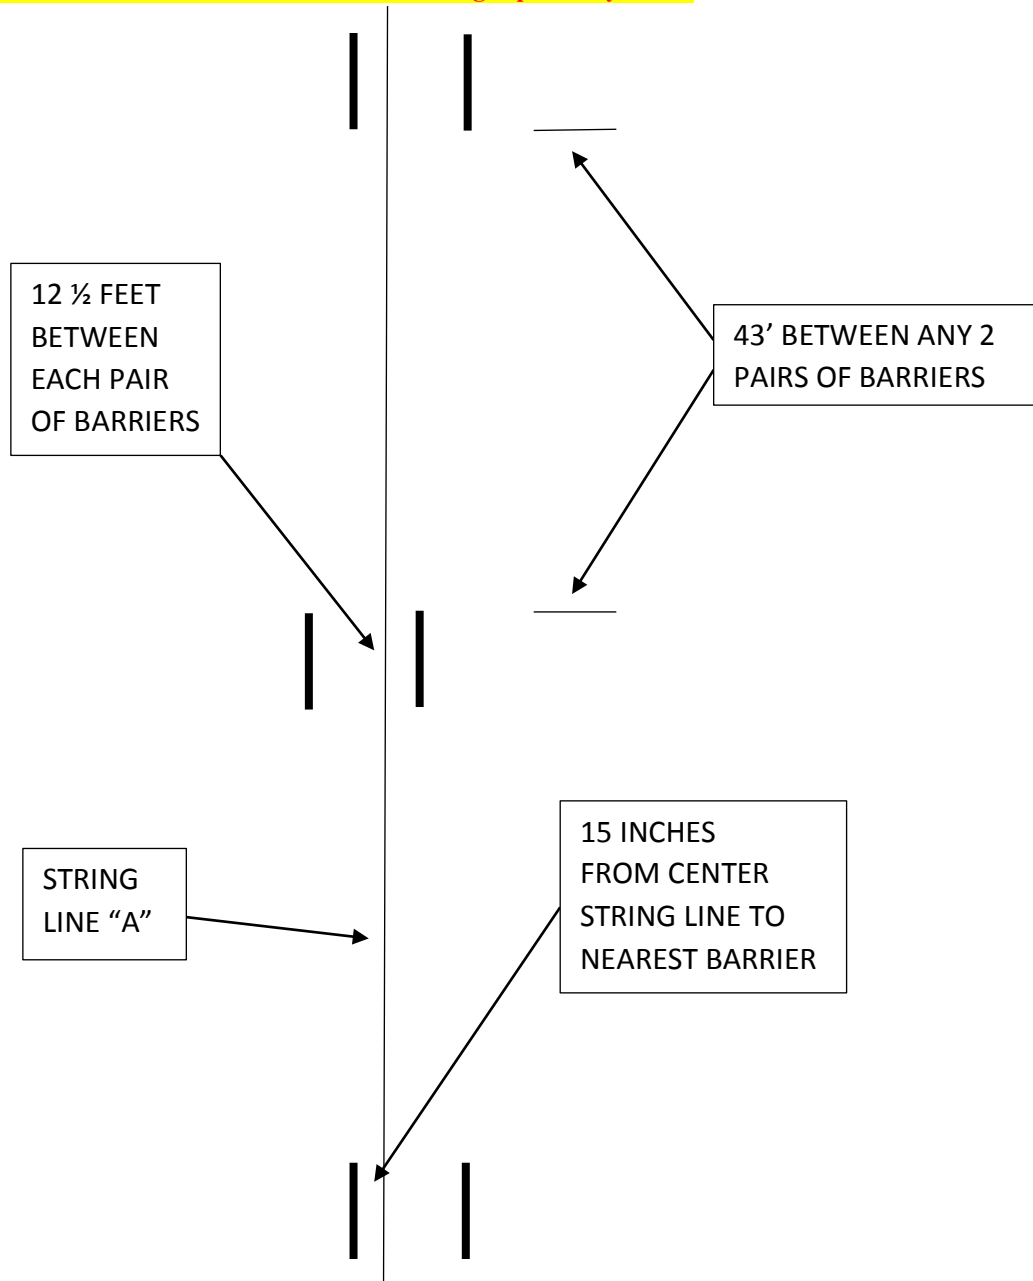 12 ½ FEET
BETWEEN
EACH PAIR
OF BARRIERS
43’ BETWEEN ANY 2
PAIRS OF BARRIERS
STRING
LINE “A”
15 INCHES
FROM CENTER
STRING LINE TO
NEAREST BARRIER